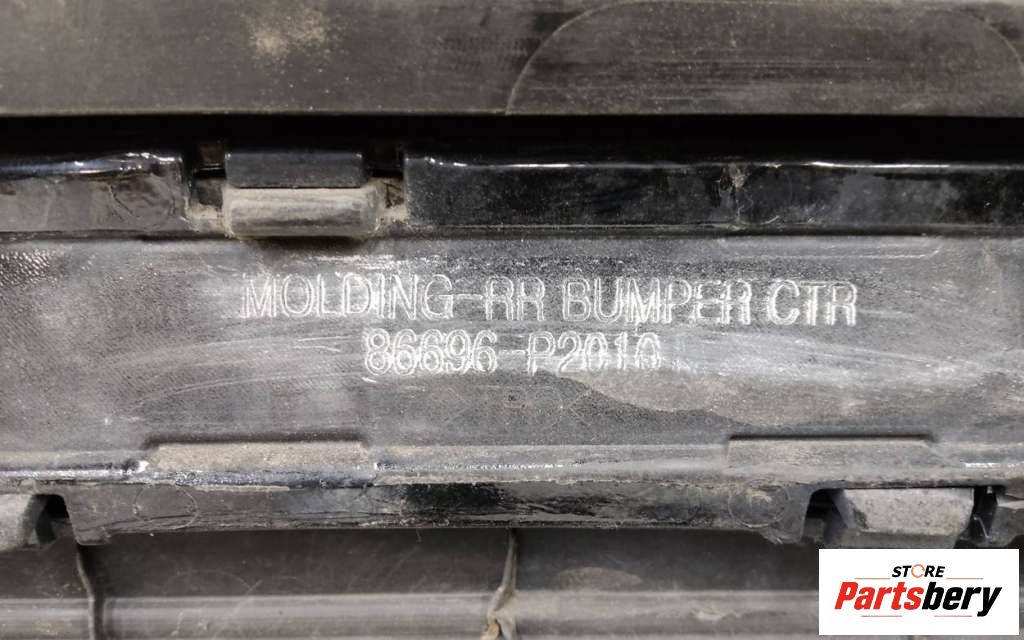 MOLDING-RR BUMPER CTR
86696-P2010
STORE
Partsbery